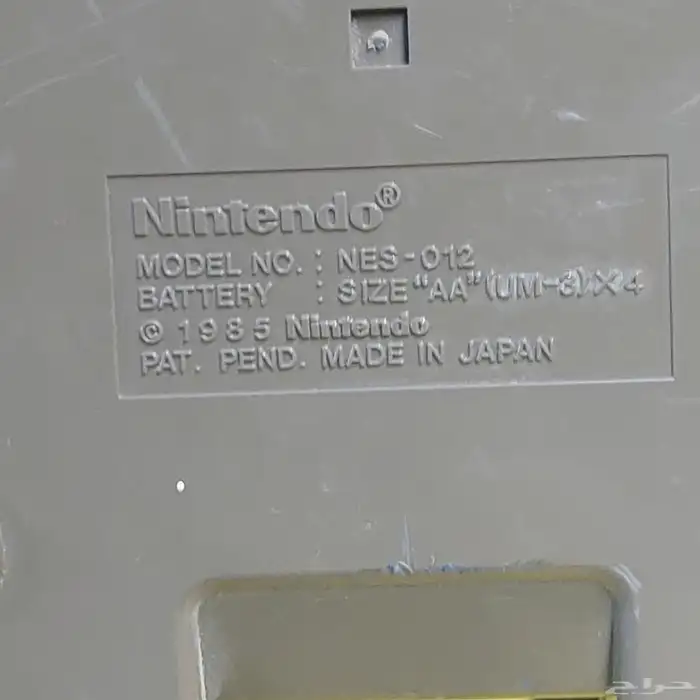 Nintendo®
MODEL NO. : NES-012
BATTERY : SIZE "AA" (UM-3)×4
© 1985 Nintendo
PAT. PEND. MADE IN JAPAN
حراج